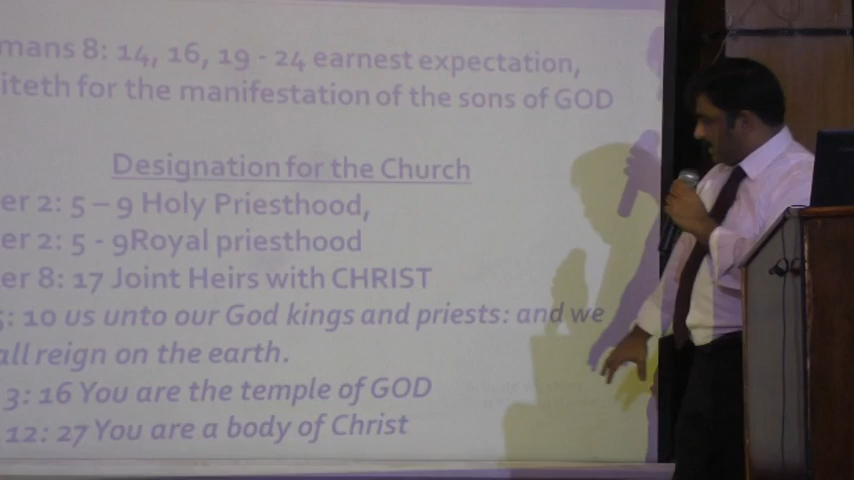 mans 8: 14, 16, 19 - 24 earnest expectation,
iteth for the manifestation of the sons of GOD
Designation for the Church
er 2: 5 – 9 Holy Priesthood,
er 2: 5 - 9Royal priesthood
er 8: 17 Joint Heirs with CHRIST
5: 10 us unto our God kings and priests: and we
all reign on the earth.
3: 16 You are the temple of GOD
12: 27 You are a body of Christ